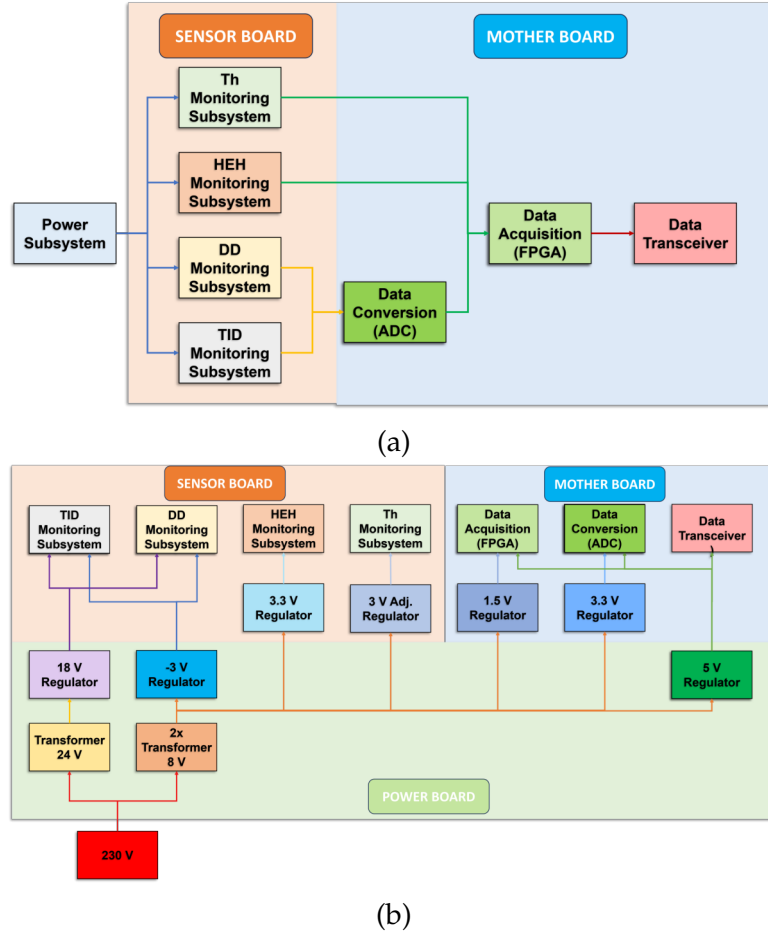 SENSOR BOARD
MOTHER BOARD
Th
Monitoring
Subsystem
HEH
Monitoring
Subsystem
Power
Subsystem
DD
Monitoring
Subsystem
TID
Monitoring
Subsystem
Data
Conversion
(ADC)
Data
Acquisition
(FPGA)
Data
Transceiver
(a)
SENSOR BOARD
MOTHER BOARD
TID
Monitoring
Subsystem
DD
Monitoring
Subsystem
HEH
Monitoring
Subsystem
Th
Monitoring
Subsystem
Data
Acquisition
(FPGA)
Data
Conversion
(ADC)
Data
Transceiver
3.3 V
Regulator
3 V Adj.
Regulator
1.5 V
Regulator
3.3 V
Regulator
18 V
Regulator
-3 V
Regulator
5 V
Regulator
Transformer
24 V
2x
Transformer
8 V
POWER BOARD
230 V
(b)